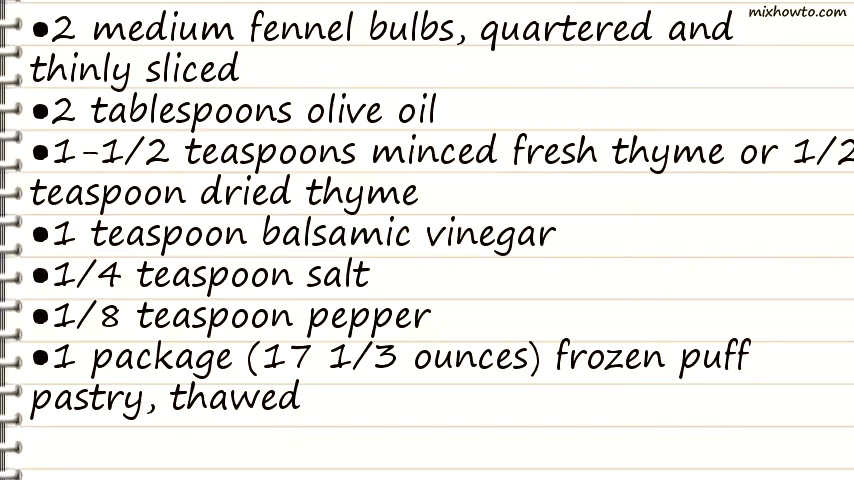 mixhowto.com
•2 medium fennel bulbs, quartered and
thinly sliced
•2 tablespoons olive oil
•1-1/2 teaspoons minced fresh thyme or 1/2
teaspoon dried thyme
•1 teaspoon balsamic vinegar
•1/4 teaspoon salt
•1/8 teaspoon pepper
•1 package (17 1/3 ounces) frozen puff
pastry, thawed